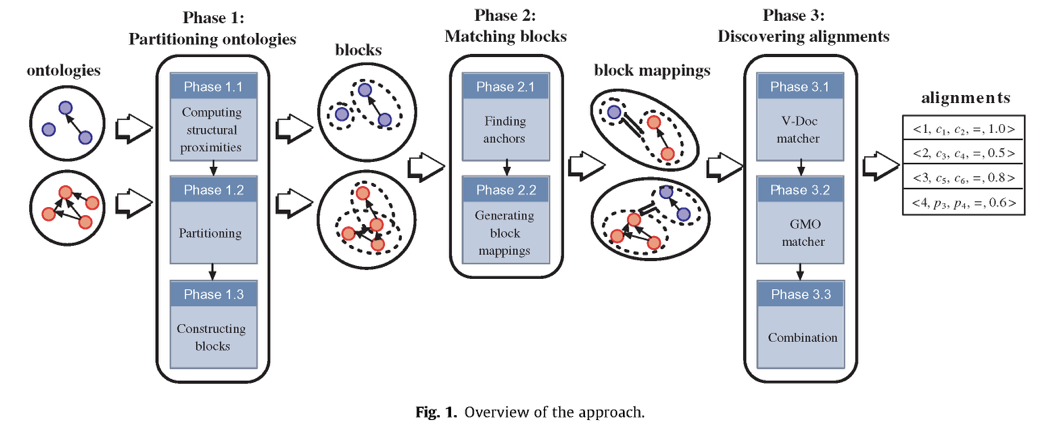 Phase 1:
Partitioning ontologies
Phase 2:
Matching blocks
Phase 3:
Discovering alignments
ontologies
blocks
block mappings
alignments
Phase 1.1
Computing
structural
proximities
Phase 1.2
Partitioning
Phase 1.3
Constructing
blocks
Phase 2.1
Finding
anchors
Phase 2.2
Generating
block
mappings
Phase 3.1
V-Doc
matcher
Phase 3.2
GMO
matcher
Phase 3.3
Combination
<1, c₁, c₂, =, 1.0>
<2, c₃, c₄, =, 0.5>
<3, c₅, c₆, =, 0.8>
<4, p₃, p₄, =, 0.6>
Fig. 1. Overview of the approach.